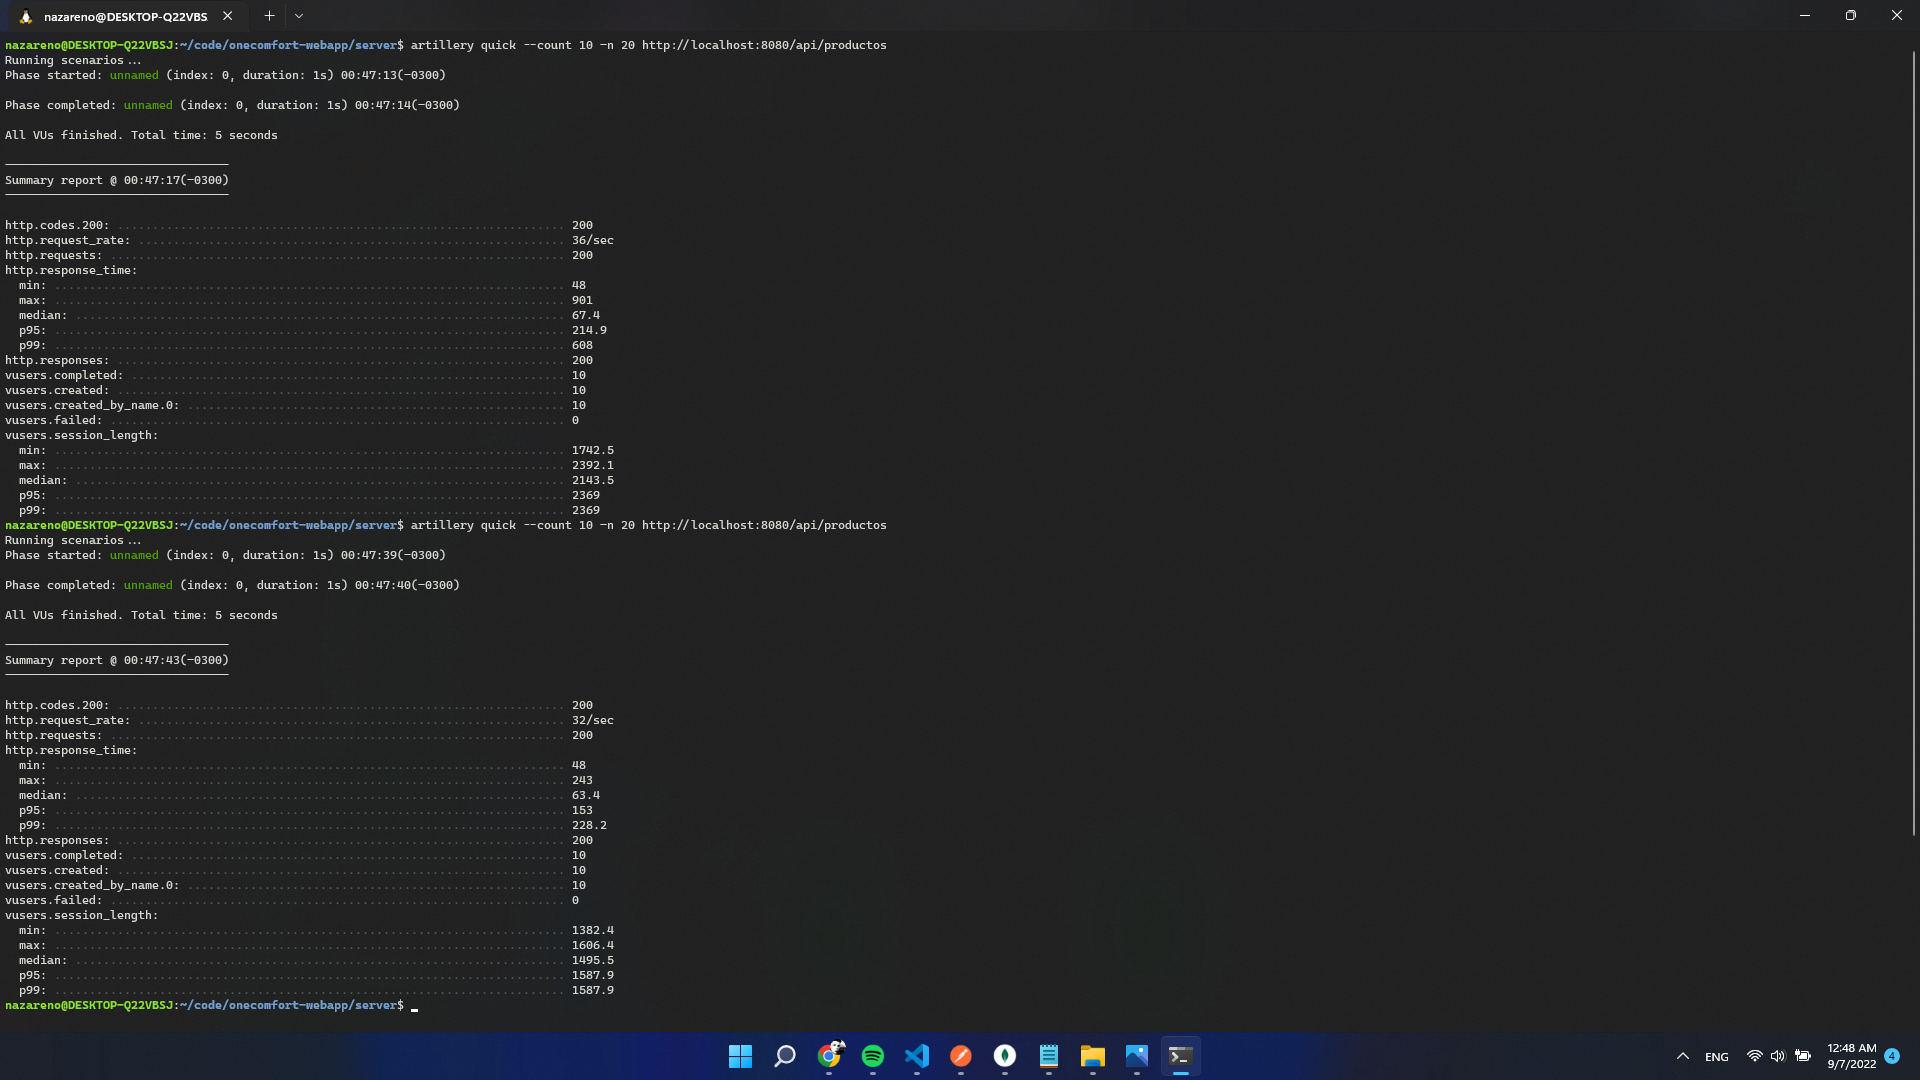 nazareno@DESKTOP-Q22VBS
nazareno@DESKTOP-Q22VBSJ:~/code/onecomfort-webapp/server$ artillery quick --count 10 -n 20 http://localhost:8080/api/productos
Running scenarios...
Phase started: unnamed (index: 0, duration: 1s) 00:47:13(-0300)
Phase completed: unnamed (index: 0, duration: 1s) 00:47:14(-0300)
All VUs finished. Total time: 5 seconds
Summary report @ 00:47:17(-0300)
http.codes.200: ................................................................ 200
http.request_rate: ............................................................. 36/sec
http.requests: ................................................................. 200
http.response_time:
  min: ......................................................................... 48
  max: ......................................................................... 901
  median: ...................................................................... 67.4
  p95: ......................................................................... 214.9
  p99: ......................................................................... 608
http.responses: ................................................................ 200
vusers.completed: .............................................................. 10
vusers.created: ................................................................ 10
vusers.created_by_name.0: ...................................................... 10
vusers.failed: ................................................................. 0
vusers.session_length:
  min: ......................................................................... 1742.5
  max: ......................................................................... 2392.1
  median: ...................................................................... 2143.5
  p95: ......................................................................... 2369
  p99: ......................................................................... 2369
nazareno@DESKTOP-Q22VBSJ:~/code/onecomfort-webapp/server$ artillery quick --count 10 -n 20 http://localhost:8080/api/productos
Running scenarios...
Phase started: unnamed (index: 0, duration: 1s) 00:47:39(-0300)
Phase completed: unnamed (index: 0, duration: 1s) 00:47:40(-0300)
All VUs finished. Total time: 5 seconds
Summary report @ 00:47:43(-0300)
http.codes.200: ................................................................ 200
http.request_rate: ............................................................. 32/sec
http.requests: ................................................................. 200
http.response_time:
  min: ......................................................................... 48
  max: ......................................................................... 243
  median: ...................................................................... 63.4
  p95: ......................................................................... 153
  p99: ......................................................................... 228.2
http.responses: ................................................................ 200
vusers.completed: .............................................................. 10
vusers.created: ................................................................ 10
vusers.created_by_name.0: ...................................................... 10
vusers.failed: ................................................................. 0
vusers.session_length:
  min: ......................................................................... 1382.4
  max: ......................................................................... 1606.4
  median: ...................................................................... 1495.5
  p95: ......................................................................... 1587.9
  p99: ......................................................................... 1587.9
nazareno@DESKTOP-Q22VBSJ:~/code/onecomfort-webapp/server$
ENG
12:48 AM
9/7/2022
4